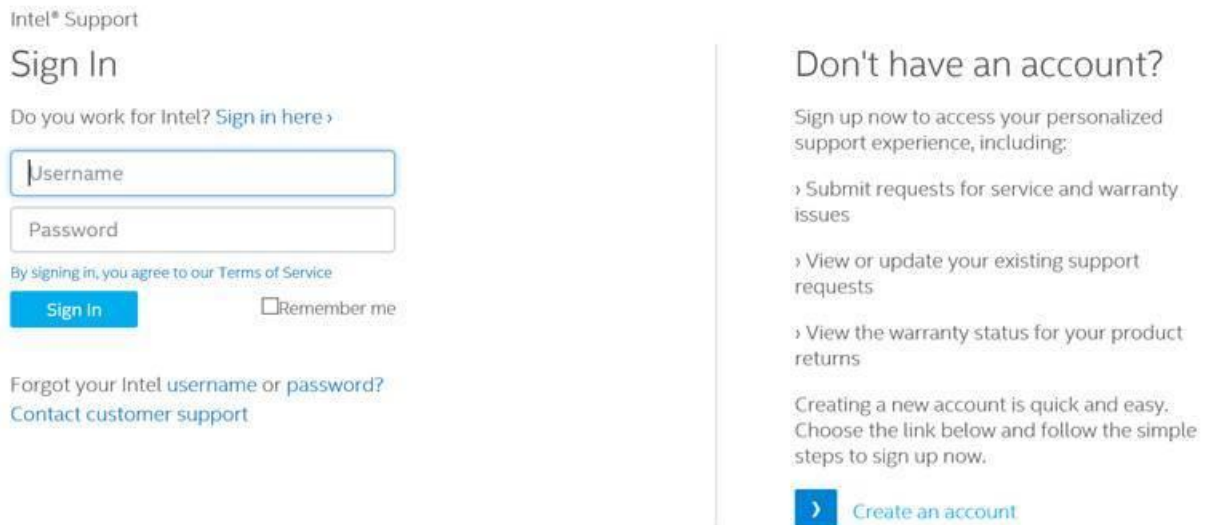 Intel® Support
Sign In
Do you work for Intel? Sign in here ›
Username
Password
By signing in, you agree to our Terms of Service
Sign In
Remember me
Forgot your Intel username or password?
Contact customer support
Don't have an account?
Sign up now to access your personalized
support experience, including:
› Submit requests for service and warranty
issues
› View or update your existing support
requests
› View the warranty status for your product
returns
Creating a new account is quick and easy.
Choose the link below and follow the simple
steps to sign up now.
› Create an account